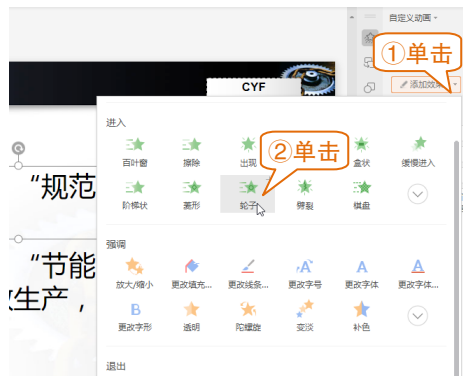 自定义动画
①单击
添加效果
CYF
进入
百叶窗 擦除 出现 盒状 缓慢进入
②单击
阶梯状 菱形 轮子 劈裂 棋盘
“规范
强调
“节能
放大/缩小 更改填充... 更改线条... 更改字号 更改字体 更改字体...
生产，
更改字形 透明 陀螺旋 变淡 补色
退出